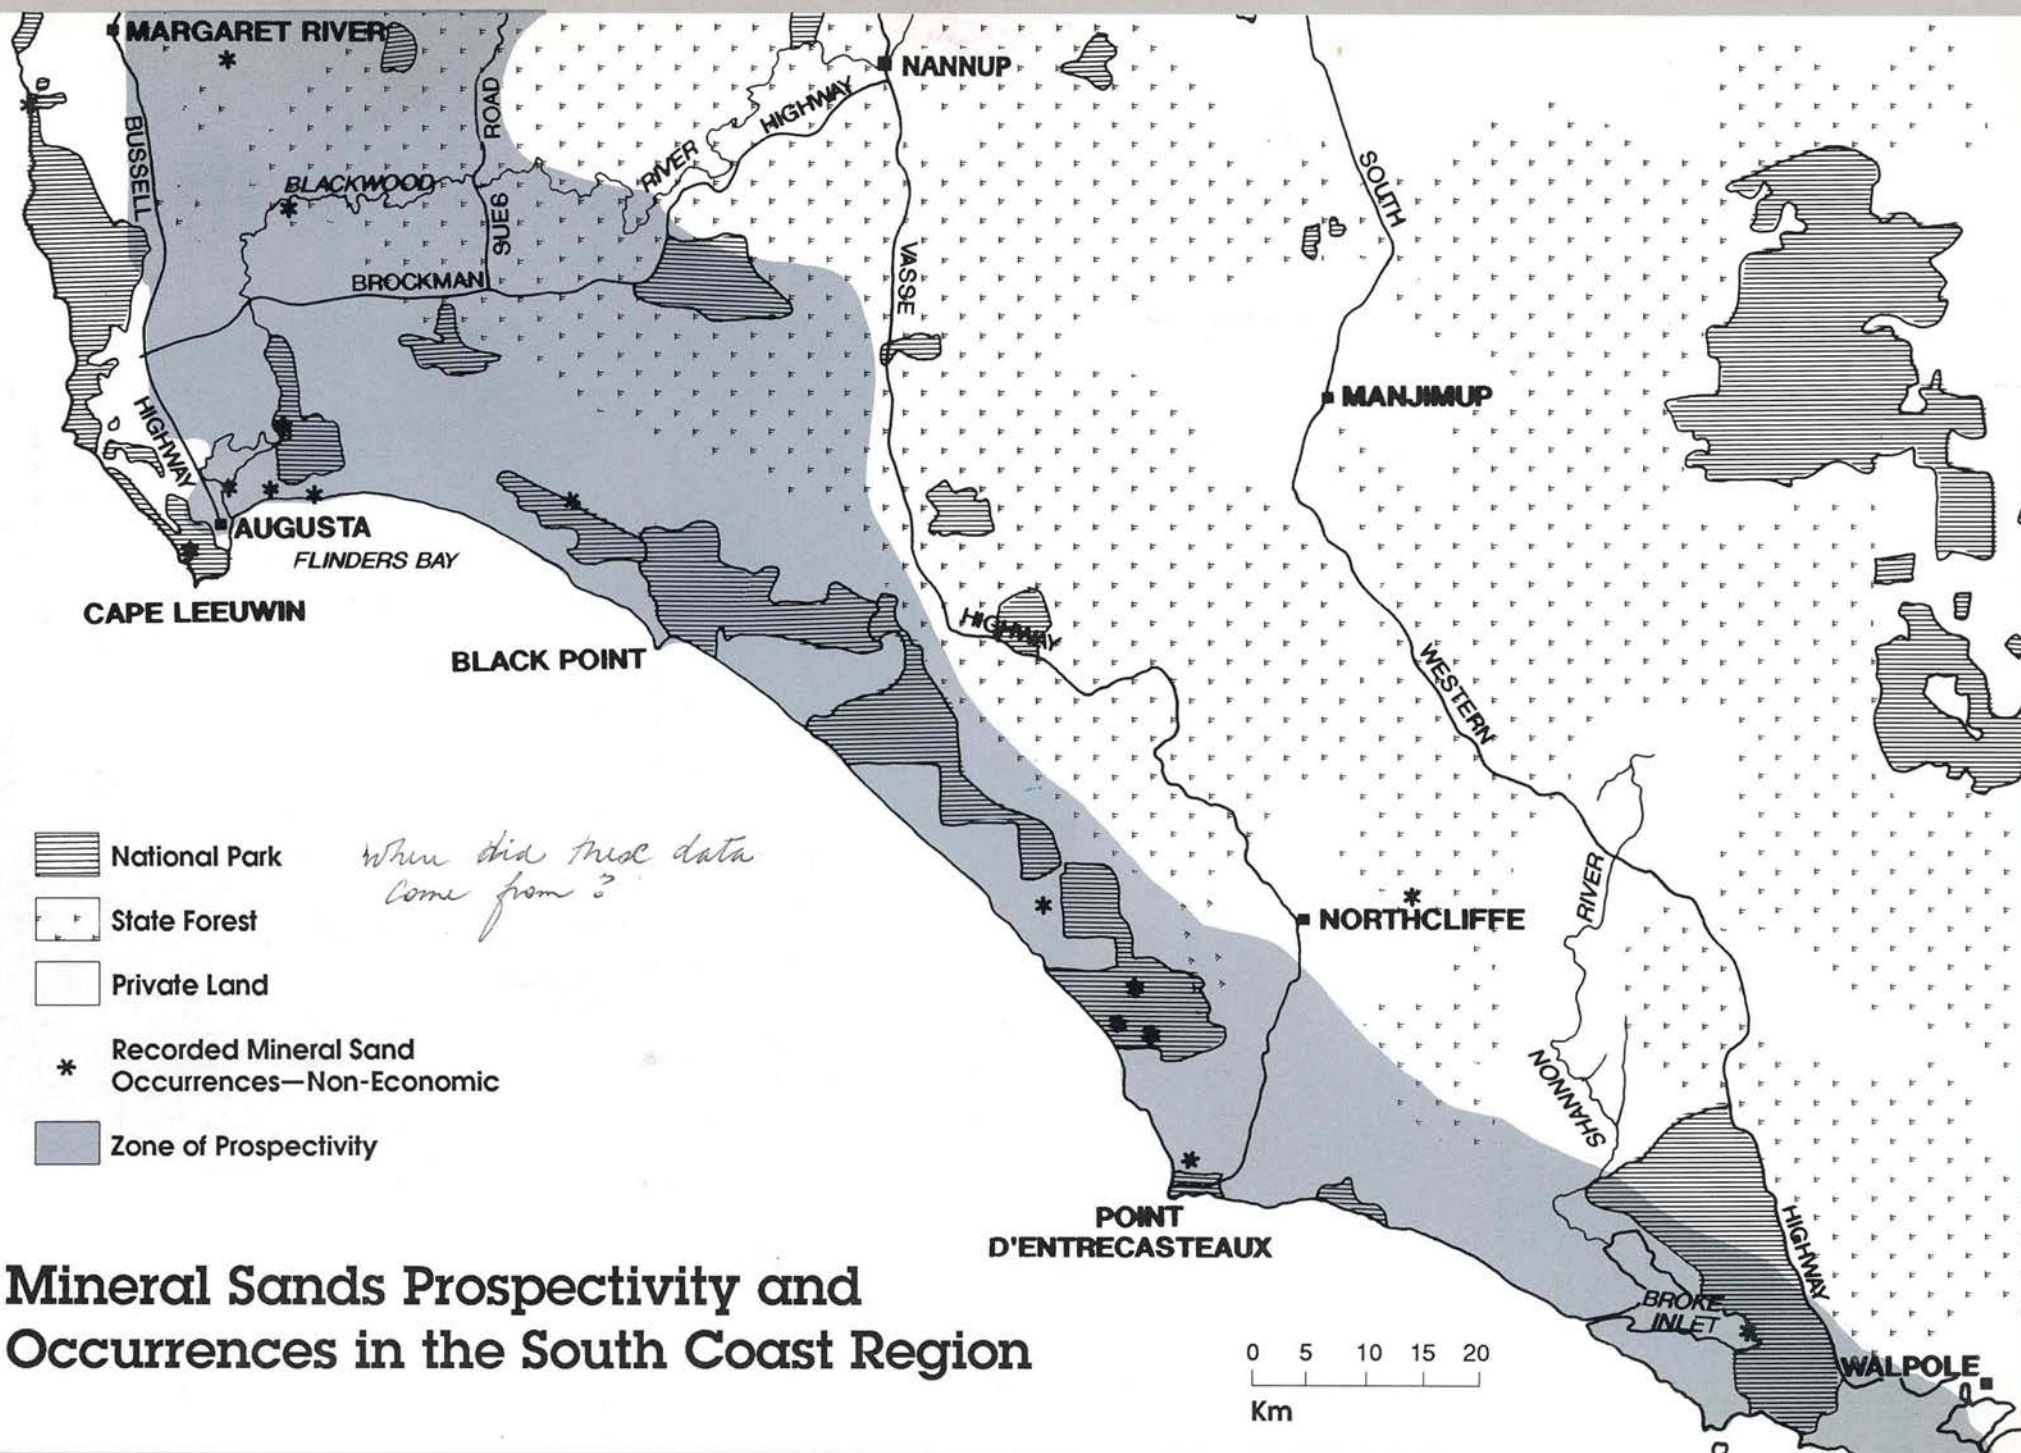 MARGARET RIVER
NANNUP
BUSSELL
ROAD
HIGHWAY
RIVER
BLACKWOOD
SUES
SOUTH
BROCKMAN
VASSE
MANJIMUP
HIGHWAY
AUGUSTA
FLINDERS BAY
CAPE LEEUWIN
HIGHWAY
BLACK POINT
WESTERN
National Park
where did these data
come from?
State Forest
Private Land
Recorded Mineral Sand
Occurrences—Non-Economic
Zone of Prospectivity
RIVER
NORTHCLIFFE
SHANNON
POINT
D'ENTRECASTEAUX
HIGHWAY
BROKE
INLET
WALPOLE
Mineral Sands Prospectivity and
Occurrences in the South Coast Region
0 5 10 15 20
Km